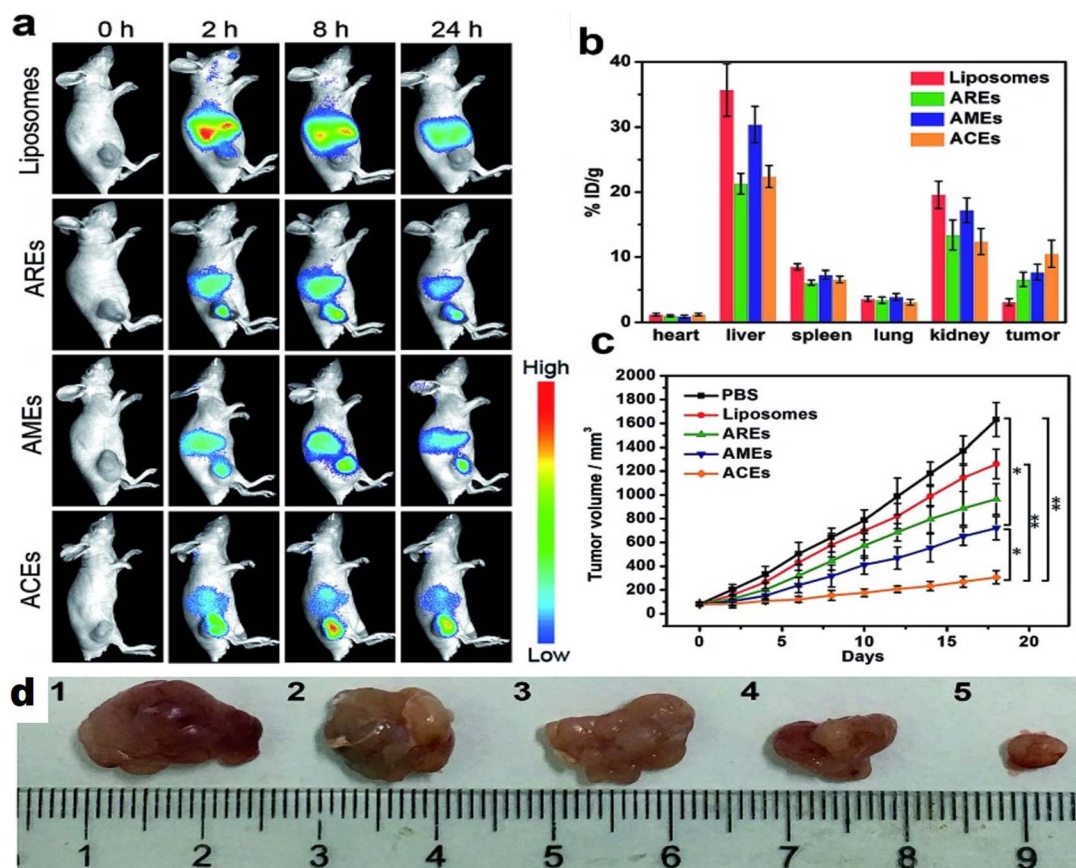 a
0 h 2 h 8 h 24 h
Liposomes
AREs
AMEs
ACEs
High
Low
b
40
30
20
10
0
% ID/g
Liposomes
AREs
AMEs
ACEs
heart liver spleen lung kidney tumor
c
2000
1800
1600
1400
1200
1000
800
600
400
200
0
Tumor volume / mm³
PBS
Liposomes
AREs
AMEs
ACEs
*
**
**
*
0 5 10 15 20
Days
d
1 2 3 4 5
1 2 3 4 5 6 7 8 9